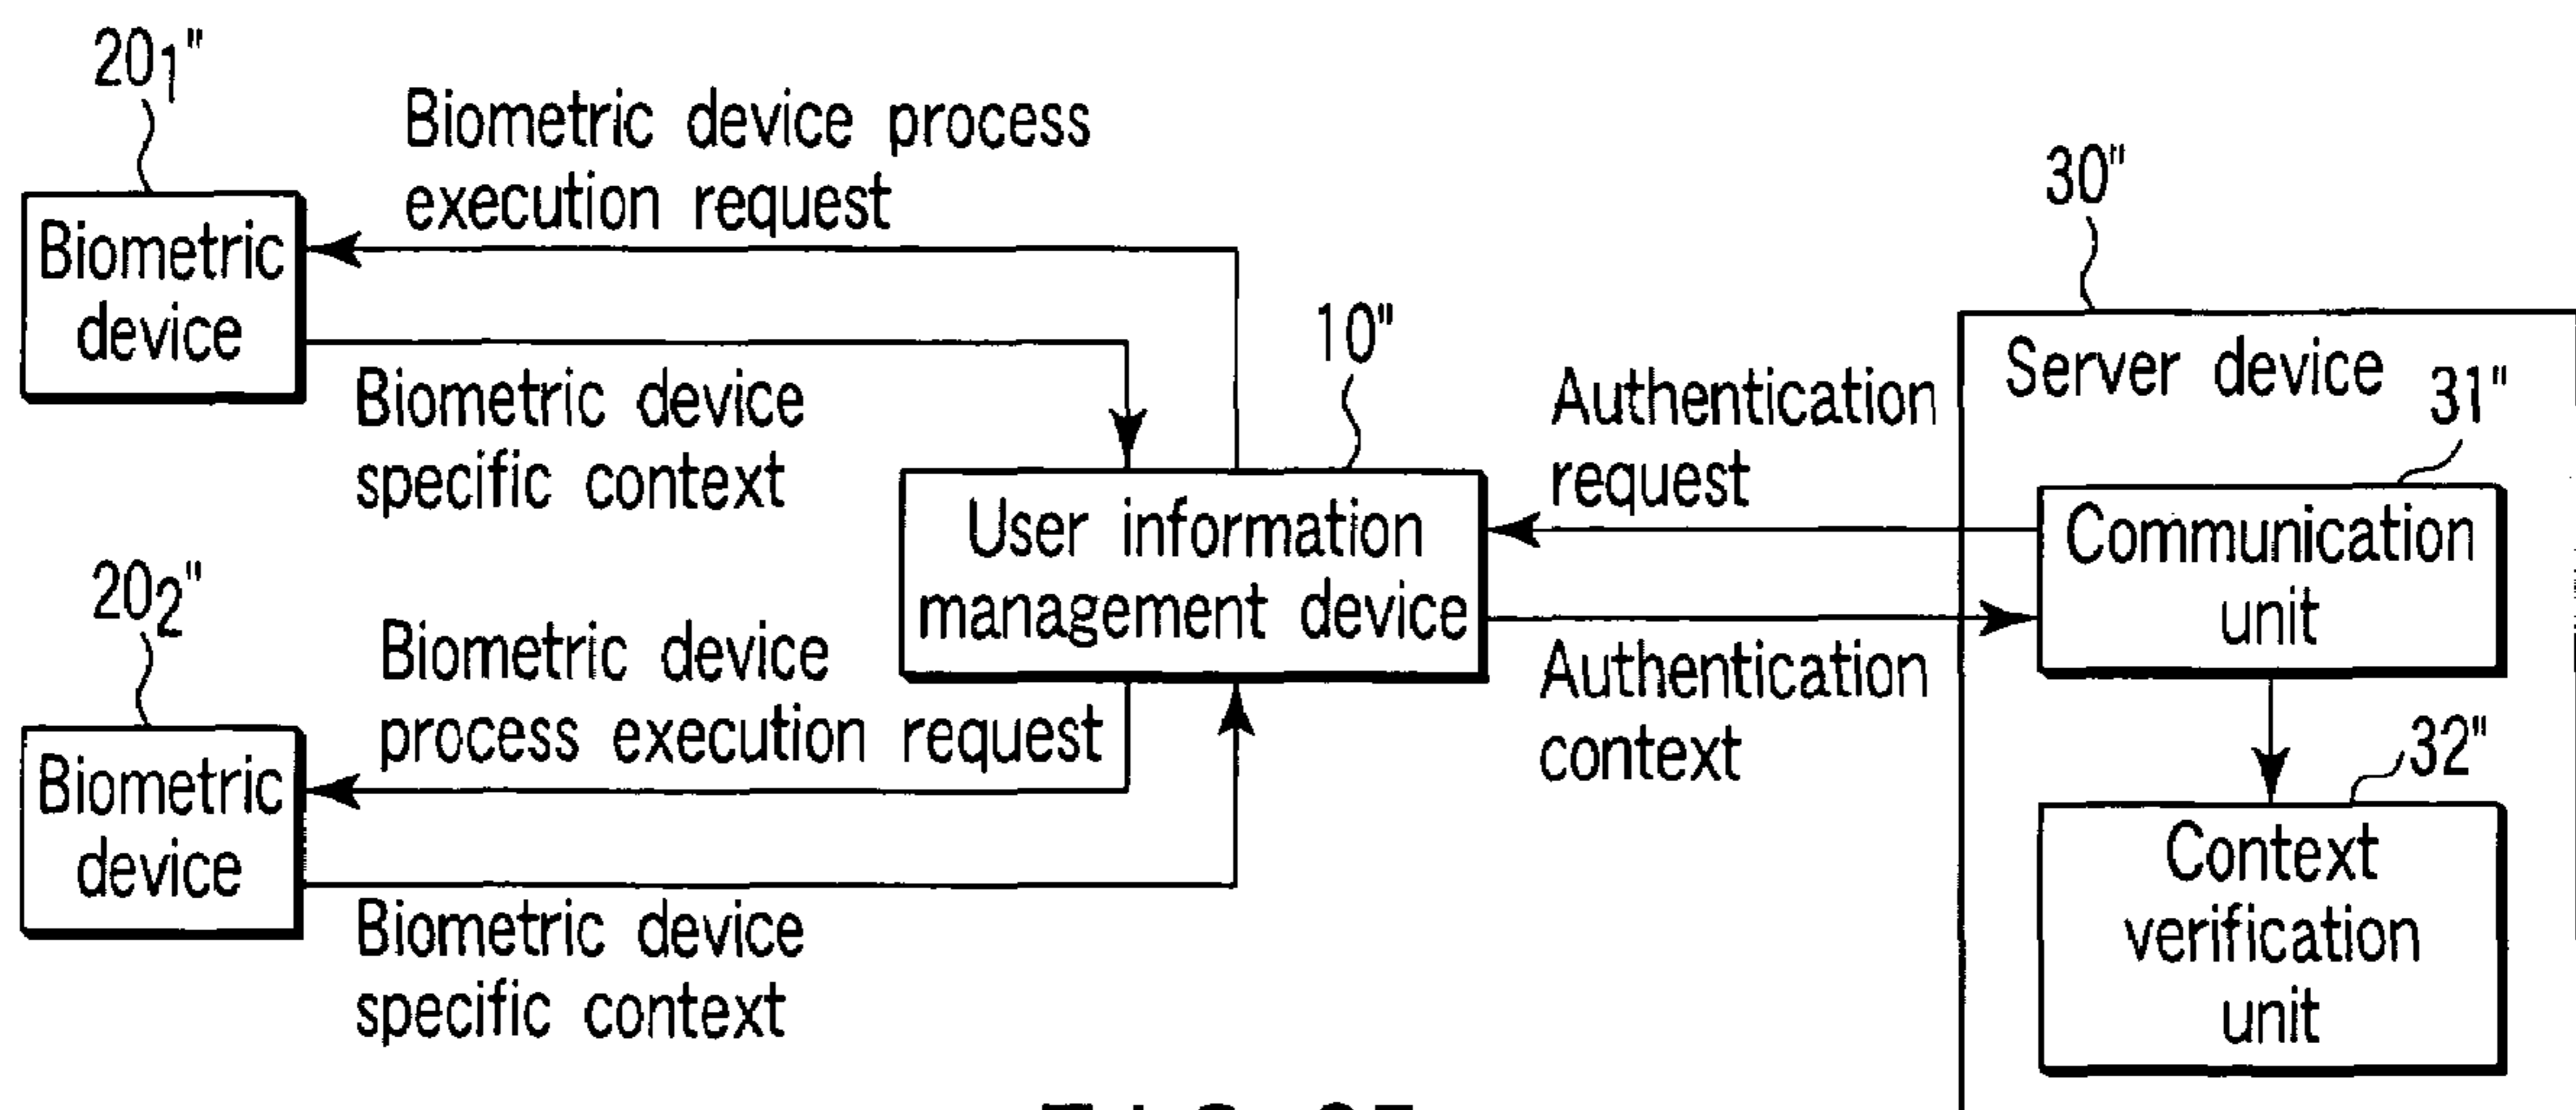 20₁"
Biometric device process
execution request
Biometric
device
Biometric device
specific context
10"
User information
management device
20₂"
Biometric device
process execution request
Biometric
device
Biometric device
specific context
Authentication
request
Authentication
context
30"
Server device
31"
Communication
unit
32"
Context
verification
unit